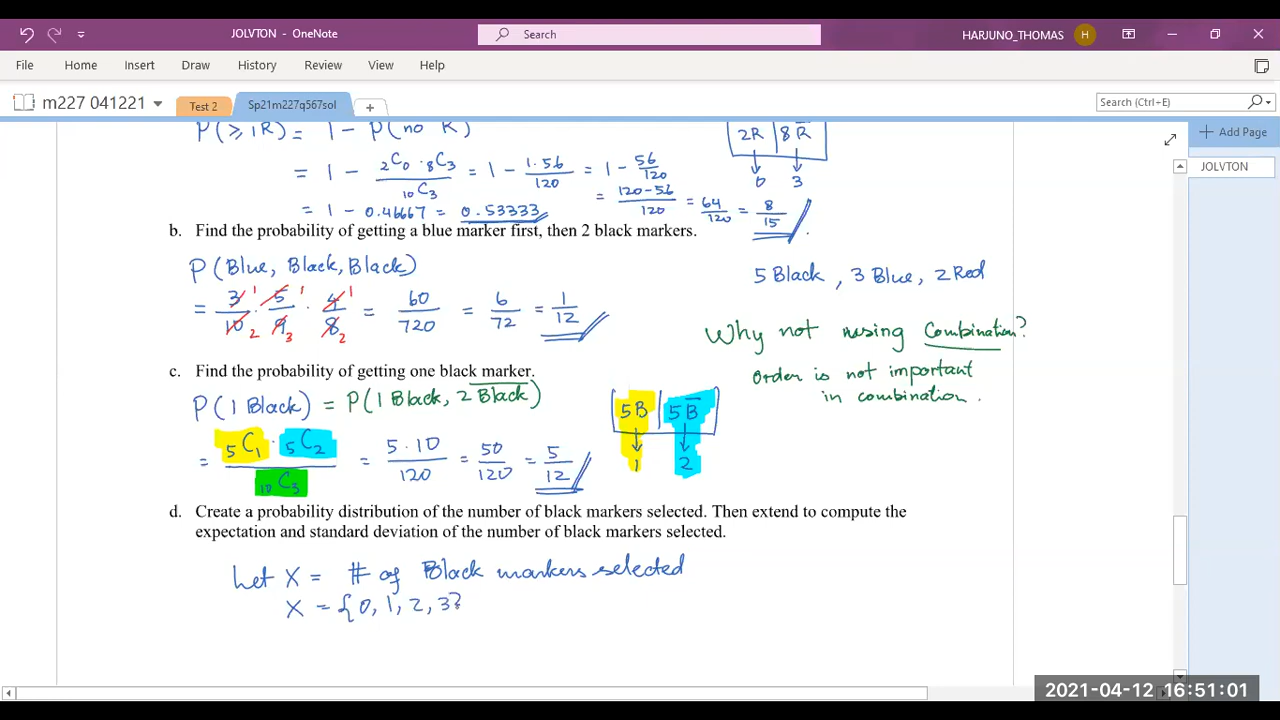 JOLVTON - OneNote
Search
HARJUNO_THOMAS
H
File Home Insert Draw History Review View Help
m227 041221
Test 2
Sp21m227q567sol
+
Search (Ctrl+E)
+ Add Page
JOLVTON
P(≥1R) = 1 - P(no R)
= 1 - 2C0 · 8C3 / 10C3 = 1 - 1·56/120 = 1 - 56/120
= 120-56/120 = 64/120 = 8/15
= 1 - 0.46667 = 0.53333
2R | 8R̅
0 3
b. Find the probability of getting a blue marker first, then 2 black markers.
P(Blue, Black, Black)
= 3/10 · 5/9 · 4/8 = 60/720 = 6/72 = 1/12
1 1 1
2 3 2
5 Black, 3 Blue, 2 Red
Why not using Combination?
Order is not important
in combination.
c. Find the probability of getting one black marker.
P(1 Black) = P(1 Black, 2 B̅l̅a̅c̅k̅)
= 5C1 · 5C2 / 10C3 = 5·10/120 = 50/120 = 5/12
5B | 5B̅
1 2
d. Create a probability distribution of the number of black markers selected. Then extend to compute the
expectation and standard deviation of the number of black markers selected.
Let X = # of Black markers selected
X = {0, 1, 2, 3}
2021-04-12 16:51:01